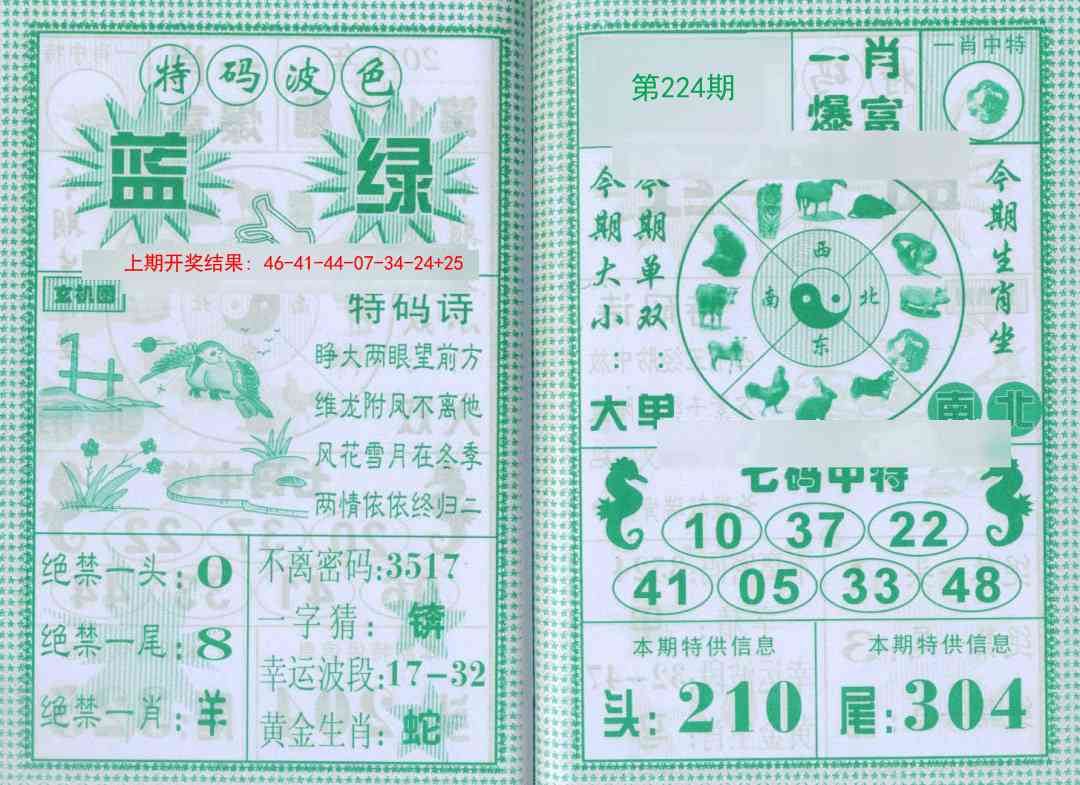 特码波色
蓝 绿
上期开奖结果: 46-41-44-07-34-24+25
玄机图
特码诗
睁大两眼望前方
维龙附凤不离他
风花雪月在冬季
两情依依终归二
绝禁一头:0
绝禁一尾:8
绝禁一肖:羊
不离密码:3517
一字猜:
幸运波段:17-32
黄金生肖:蛇
第224期
一肖
爆富
一肖中特
今期大小:大
今期单双:单
西
南 北
东
今期生肖坐
南北
七码中特
10 37 22
41 05 33 48
本期特供信息
头:210
本期特供信息
尾:304